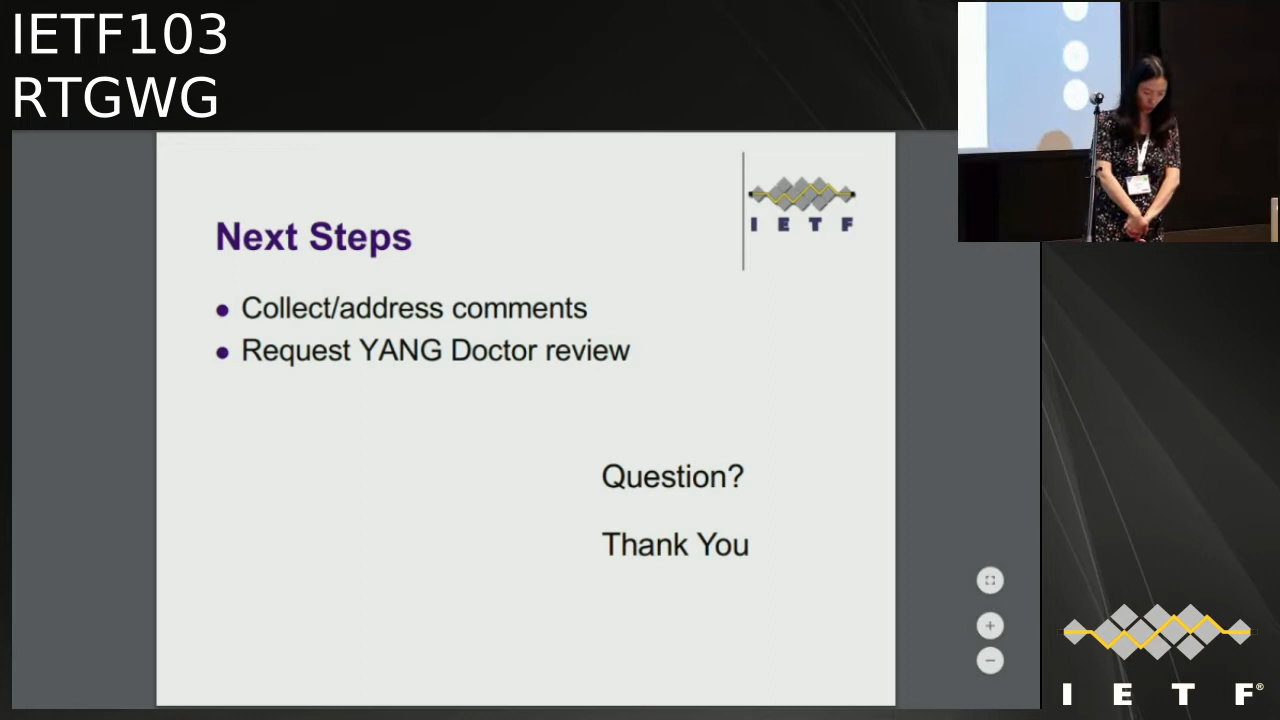 IETF103
RTGWG
I E T F
Next Steps
• Collect/address comments
• Request YANG Doctor review
Question?
Thank You
I E T F®